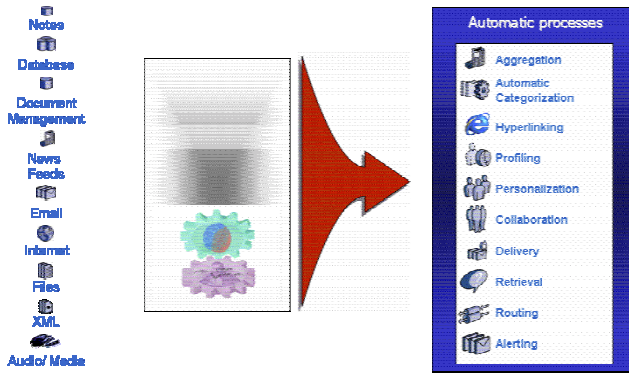 Notes
Database
Document
Management
News
Feeds
Email
Internet
Files
XML
Audio/ Media
Automatic processes
Aggregation
Automatic
Categorization
Hyperlinking
Profiling
Personalization
Collaboration
Delivery
Retrieval
Routing
Alerting